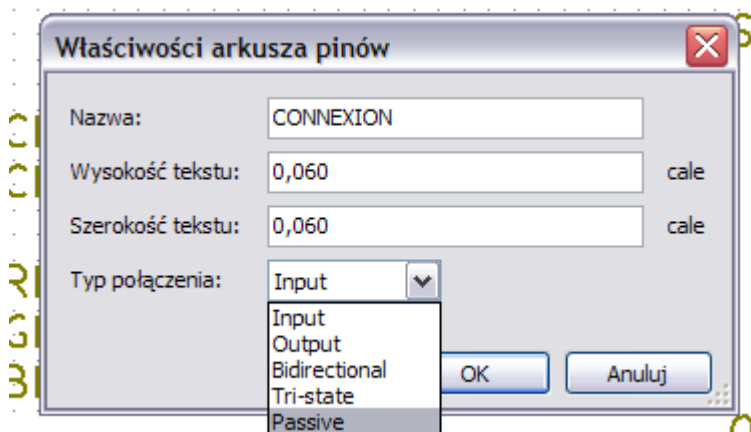 Właściwości arkusza pinów
Nazwa: CONNEXION
Wysokość tekstu: 0,060 cale
Szerokość tekstu: 0,060 cale
Typ połączenia: Input
Input
Output
Bidirectional
Tri-state
Passive
OK Anuluj